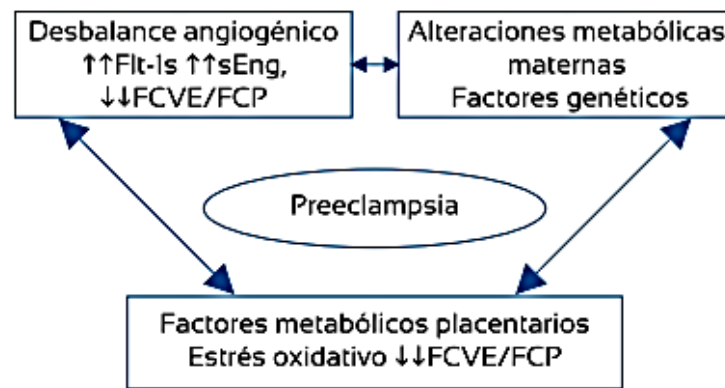 Desbalance angiogénico
↑↑Flt-1s ↑↑sEng,
↓↓FCVE/FCP
Alteraciones metabólicas
maternas
Factores genéticos
Preeclampsia
Factores metabólicos placentarios
Estrés oxidativo ↓↓FCVE/FCP